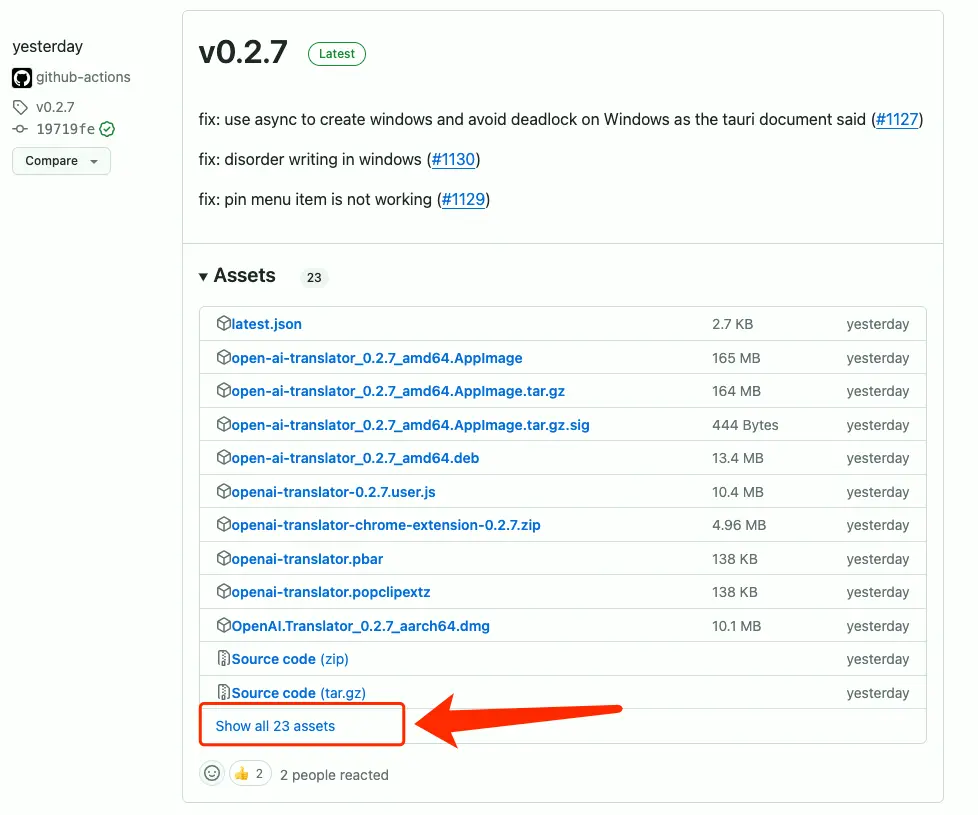 yesterday
github-actions
v0.2.7
19719fe
Compare
v0.2.7 Latest
fix: use async to create windows and avoid deadlock on Windows as the tauri document said (#1127)
fix: disorder writing in windows (#1130)
fix: pin menu item is not working (#1129)
Assets 23
latest.json 2.7 KB yesterday
open-ai-translator_0.2.7_amd64.AppImage 165 MB yesterday
open-ai-translator_0.2.7_amd64.AppImage.tar.gz 164 MB yesterday
open-ai-translator_0.2.7_amd64.AppImage.tar.gz.sig 444 Bytes yesterday
open-ai-translator_0.2.7_amd64.deb 13.4 MB yesterday
openai-translator-0.2.7.user.js 10.4 MB yesterday
openai-translator-chrome-extension-0.2.7.zip 4.96 MB yesterday
openai-translator.pbar 138 KB yesterday
openai-translator.popclipextz 138 KB yesterday
OpenAI.Translator_0.2.7_aarch64.dmg 10.1 MB yesterday
Source code (zip) yesterday
Source code (tar.gz) yesterday
Show all 23 assets
👍 2 2 people reacted